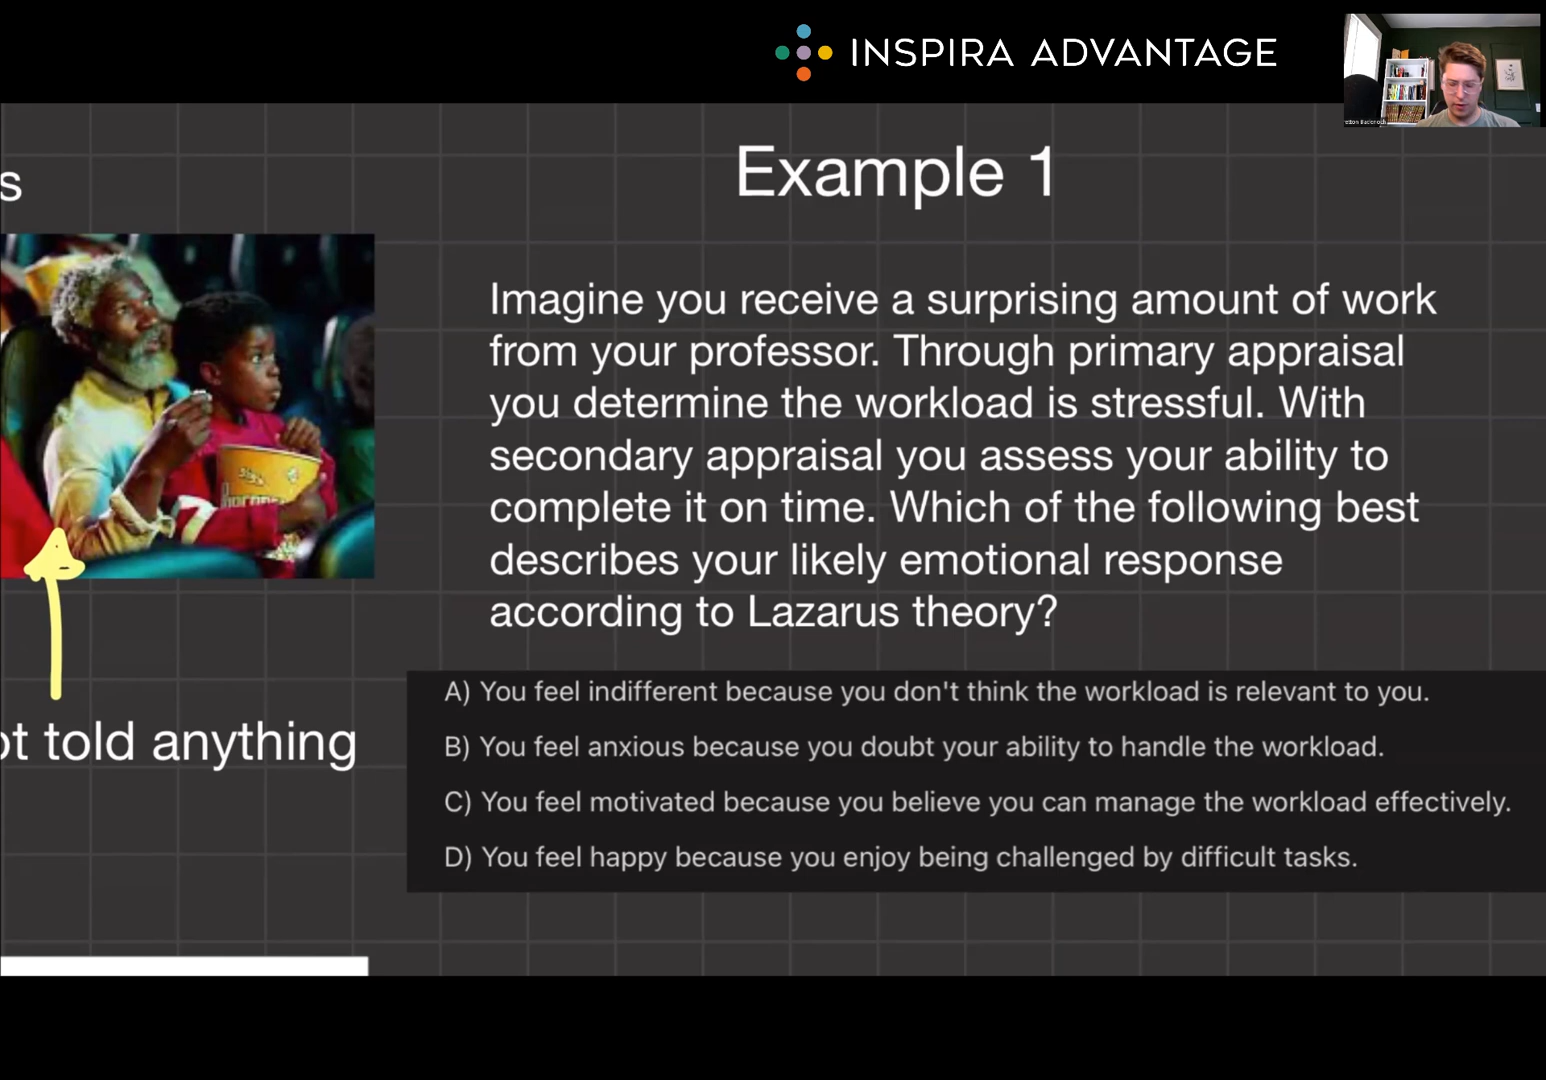 INSPIRA ADVANTAGE
s
Example 1
Imagine you receive a surprising amount of work
from your professor. Through primary appraisal
you determine the workload is stressful. With
secondary appraisal you assess your ability to
complete it on time. Which of the following best
describes your likely emotional response
according to Lazarus theory?
ot told anything
A) You feel indifferent because you don't think the workload is relevant to you.
B) You feel anxious because you doubt your ability to handle the workload.
C) You feel motivated because you believe you can manage the workload effectively.
D) You feel happy because you enjoy being challenged by difficult tasks.